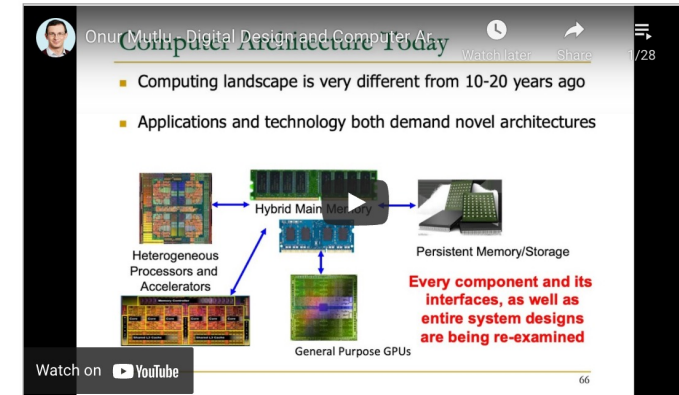 Onur Mutlu - Digital Design and Computer Ar...
Computer Architecture Today
Watch later
Share
1/28
Computing landscape is very different from 10-20 years ago
Applications and technology both demand novel architectures
Hybrid Main Memory
Heterogeneous
Processors and
Accelerators
Persistent Memory/Storage
Every component and its
interfaces, as well as
entire system designs
are being re-examined
General Purpose GPUs
Watch on YouTube
66